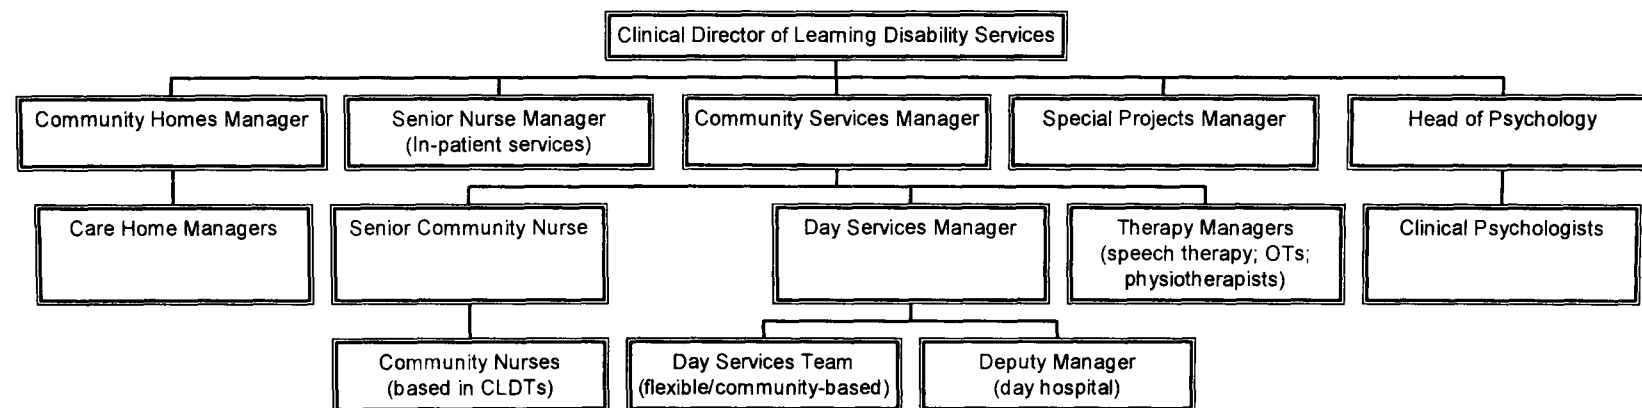 Clinical Director of Learning Disability Services
Community Homes Manager
Senior Nurse Manager
(In-patient services)
Community Services Manager
Special Projects Manager
Head of Psychology
Care Home Managers
Senior Community Nurse
Day Services Manager
Therapy Managers
(speech therapy; OTs;
physiotherapists)
Clinical Psychologists
Community Nurses
(based in CLDTs)
Day Services Team
(flexible/community-based)
Deputy Manager
(day hospital)